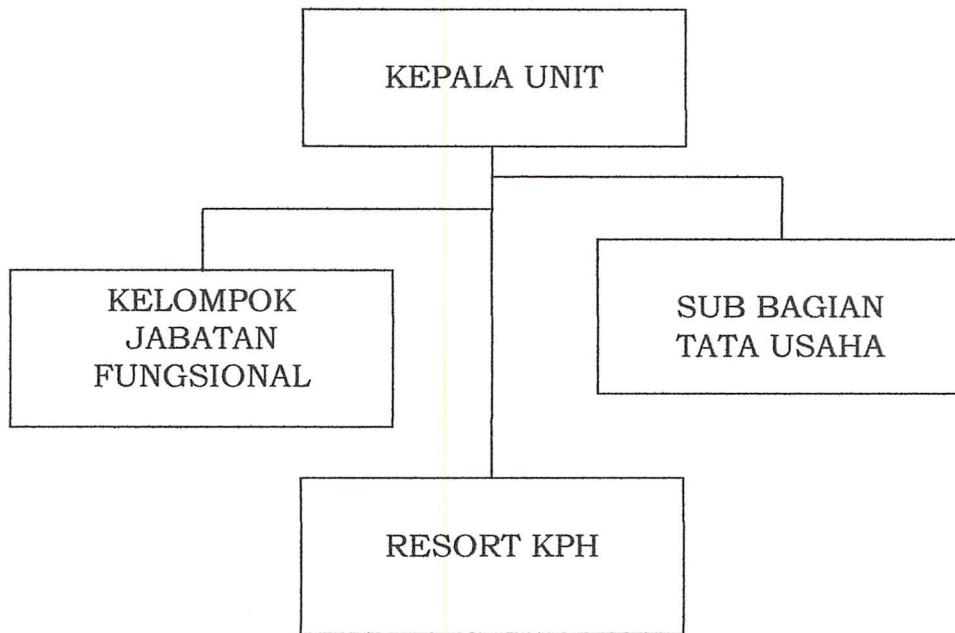 KEPALA UNIT
KELOMPOK
JABATAN
FUNGSIONAL
SUB BAGIAN
TATA USAHA
RESORT KPH